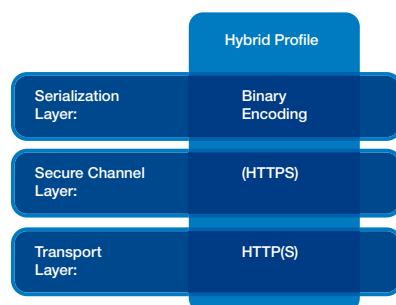 Hybrid Profile
Serialization Layer:
Binary Encoding
Secure Channel Layer:
(HTTPS)
Transport Layer:
HTTP(S)